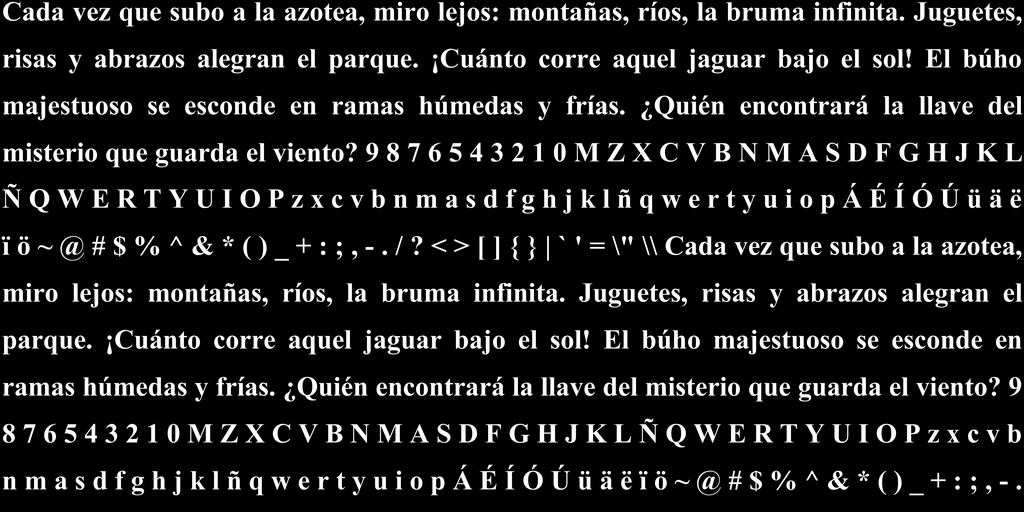 Cada vez que subo a la azotea, miro lejos: montañas, ríos, la bruma infinita. Juguetes,
risas y abrazos alegran el parque. ¡Cuánto corre aquel jaguar bajo el sol! El búho
majestuoso se esconde en ramas húmedas y frías. ¿Quién encontrará la llave del
misterio que guarda el viento? 9 8 7 6 5 4 3 2 1 0 M Z X C V B N M A S D F G H J K L
Ñ Q W E R T Y U I O P z x c v b n m a s d f g h j k l ñ q w e r t y u i o p Á É Í Ó Ú ü ä ë
ï ö ~ @ # $ % ^ & * ( ) _ + : ; , - . / ? < > [ ] { } | ` ' = \" \\ Cada vez que subo a la azotea,
miro lejos: montañas, ríos, la bruma infinita. Juguetes, risas y abrazos alegran el
parque. ¡Cuánto corre aquel jaguar bajo el sol! El búho majestuoso se esconde en
ramas húmedas y frías. ¿Quién encontrará la llave del misterio que guarda el viento? 9
8 7 6 5 4 3 2 1 0 M Z X C V B N M A S D F G H J K L Ñ Q W E R T Y U I O P z x c v b
n m a s d f g h j k l ñ q w e r t y u i o p Á É Í Ó Ú ü ä ë ï ö ~ @ # $ % ^ & * ( ) _ + : ; , - .